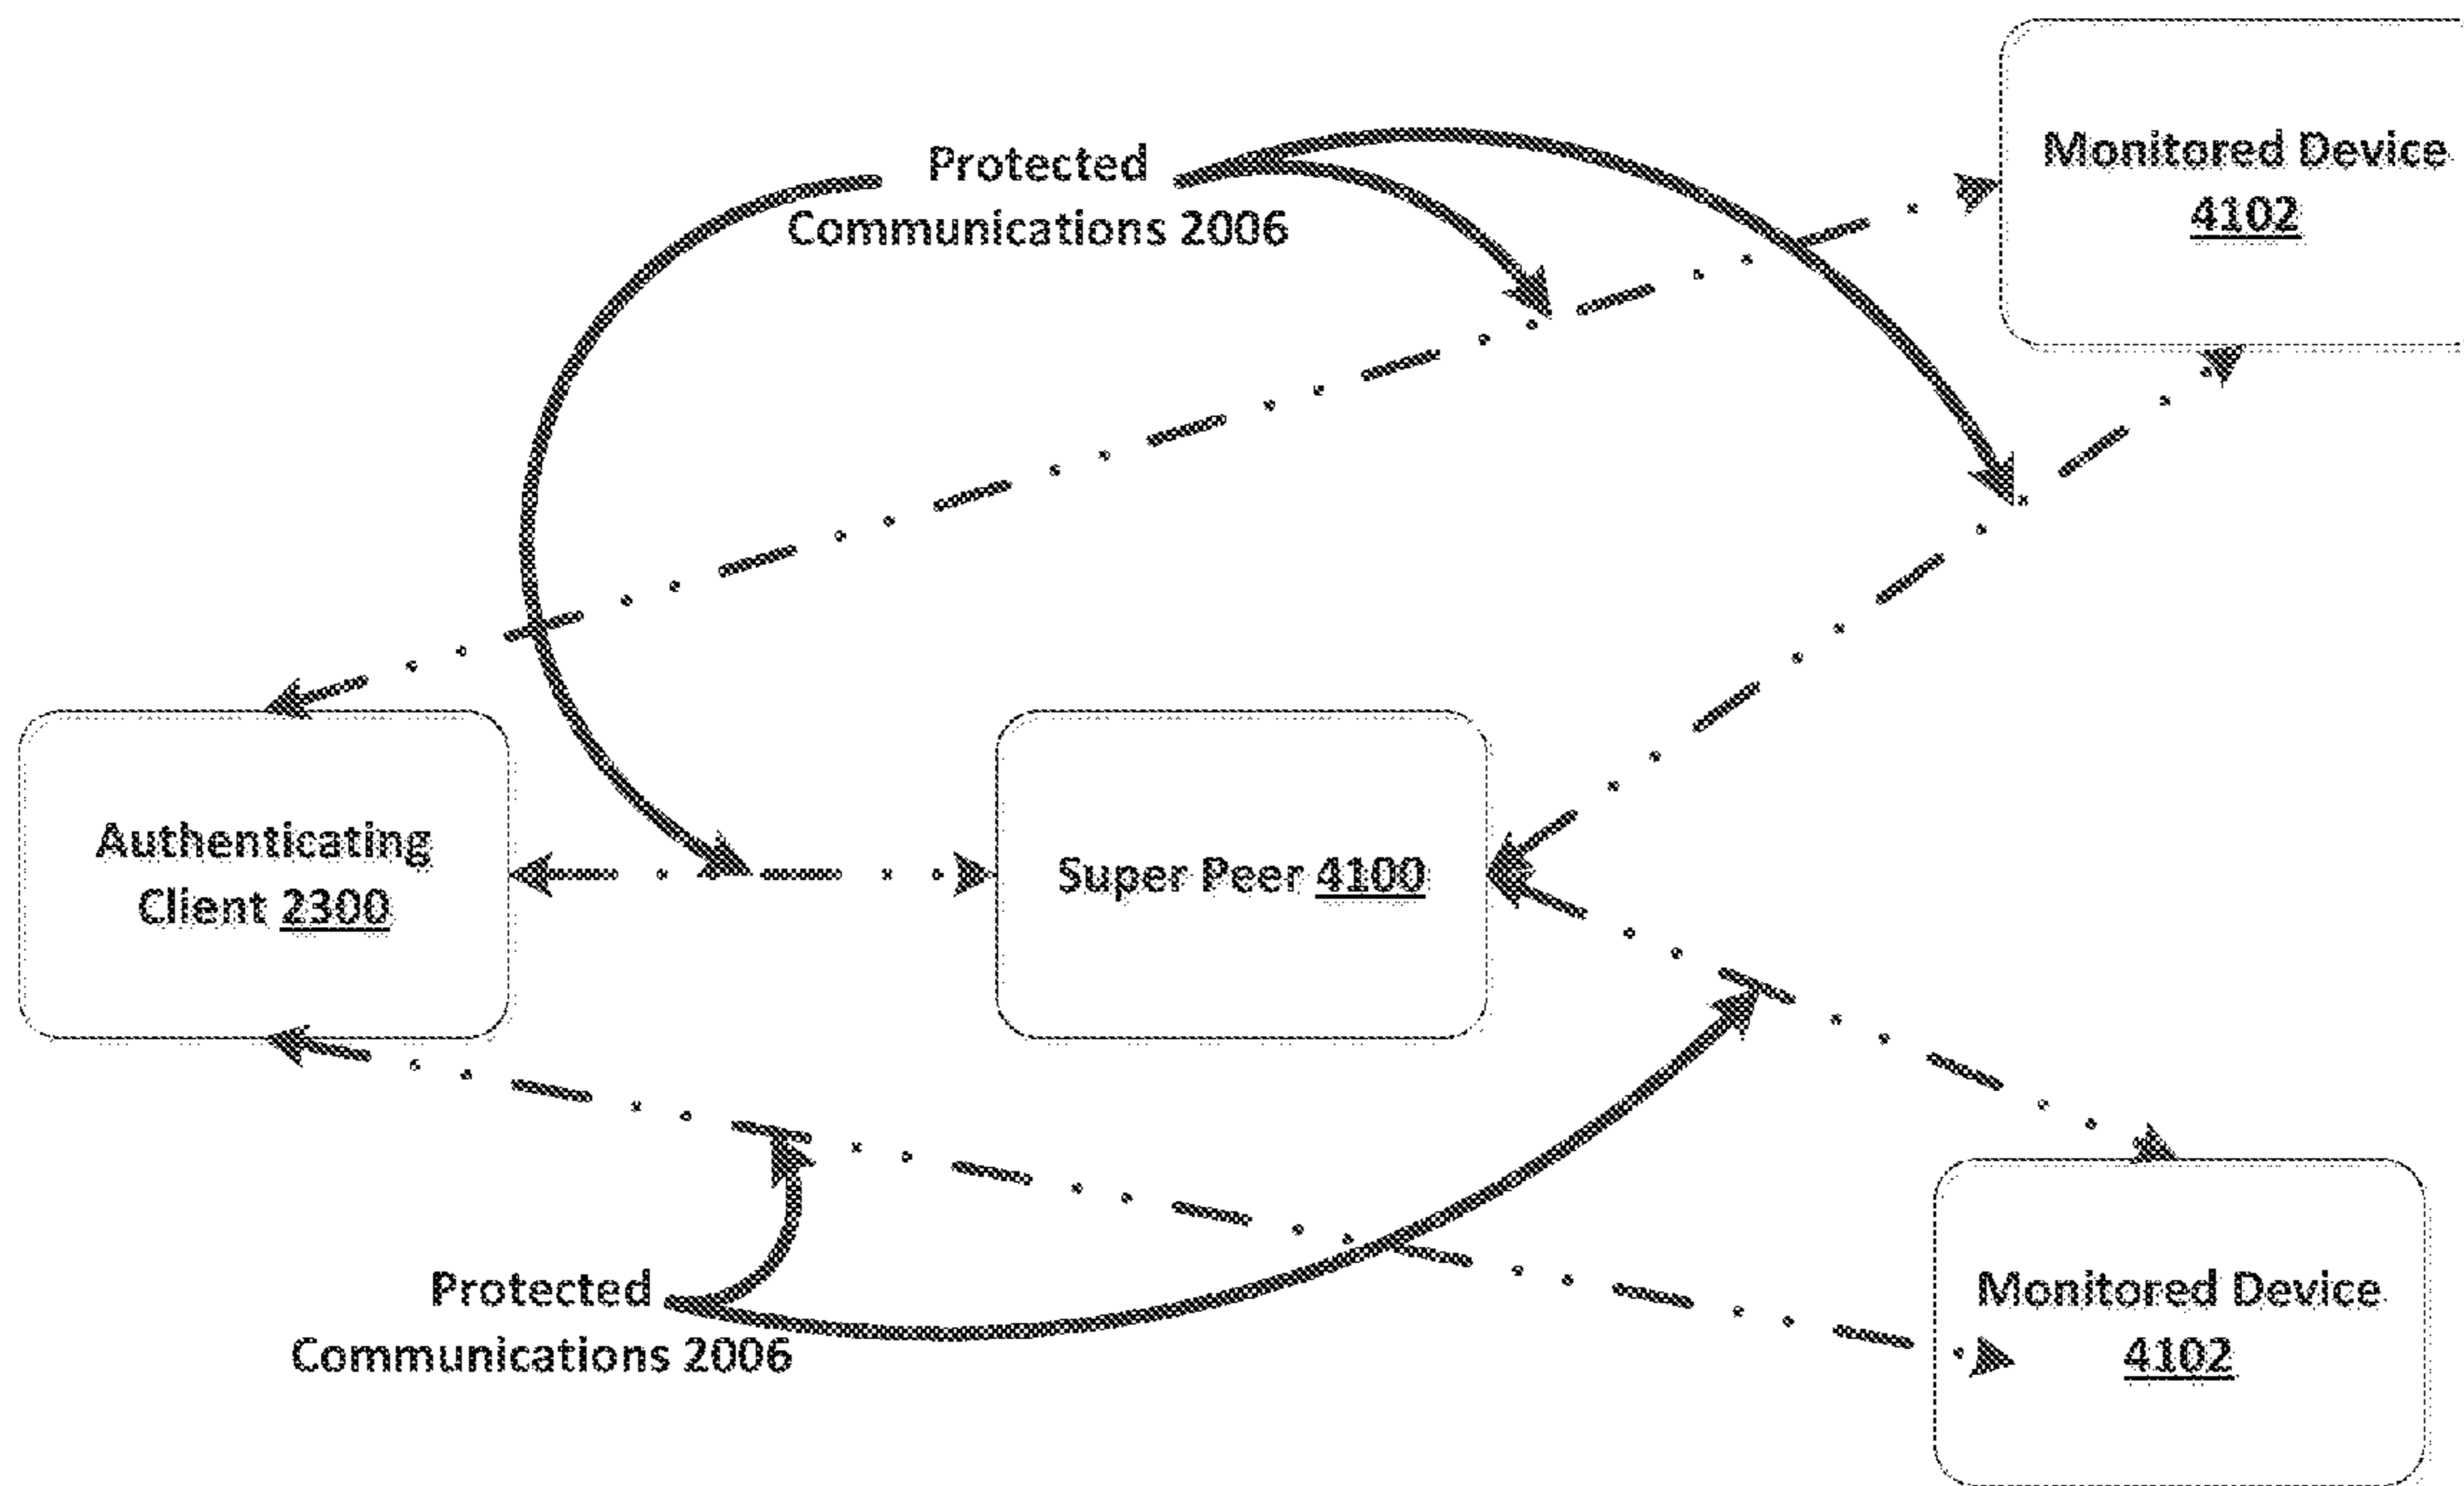 Protected
Communications 2006
Monitored Device
4102
Authenticating
Client 2300
Super Peer 4100
Protected
Communications 2006
Monitored Device
4102